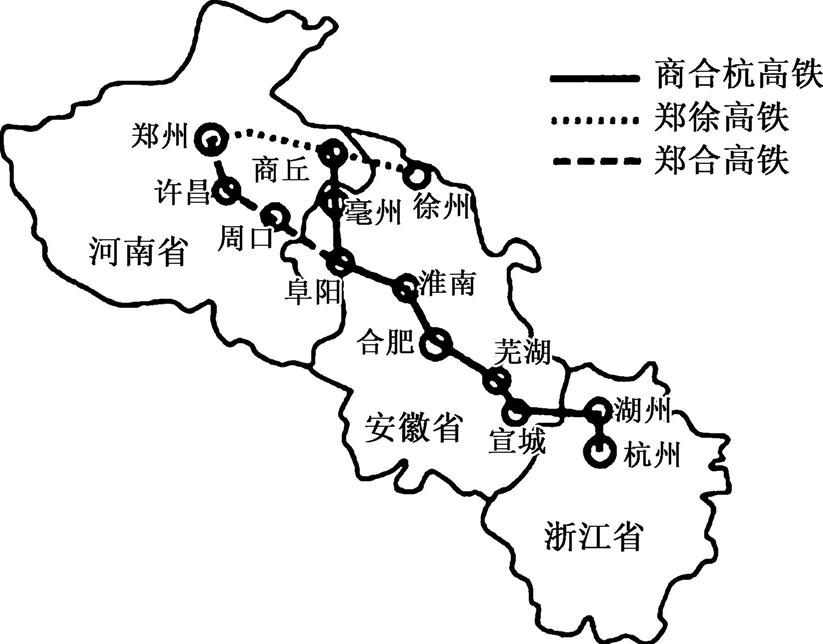 商合杭高铁
郑徐高铁
郑合高铁
郑州
商丘
许昌
毫州
徐州
周口
河南省
阜阳
淮南
合肥
芜湖
安徽省
宣城
湖州
杭州
浙江省